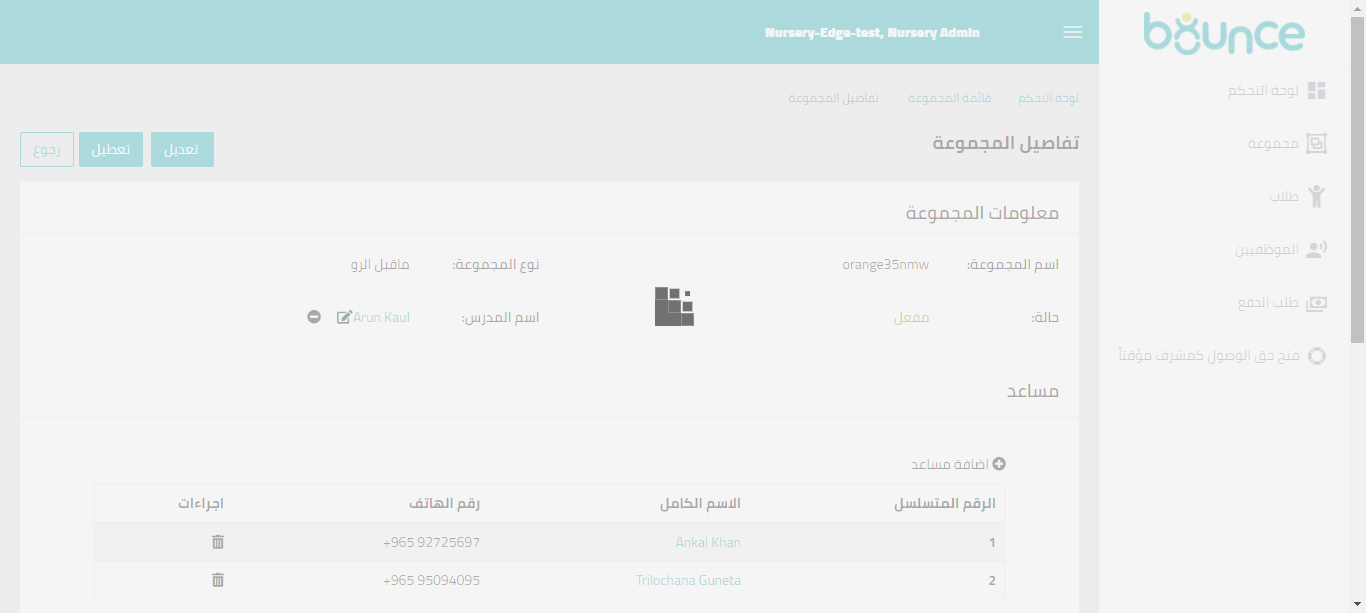 bounce
Nursery-Edge-test, Nursery Admin
لوحة التحكم
مجموعة
طلاب
الموظفيين
طلب الدفع
منح حق الوصول كمشرف مؤقتاً
لوحة التحكم
قائمة المجموعة
تفاصيل المجموعة
تفاصيل المجموعة
تعديل
تعطيل
رجوع
معلومات المجموعة
اسم المجموعة: orange35nmw
نوع المجموعة: ماقبل الرو
حالة: مفعل
اسم المدرس: Arun Kaul
مساعد
اضافة مساعد
الرقم المتسلسل الاسم الكامل رقم الهاتف اجراءات
1 Ankal Khan +965 92725697
2 Trilochana Guneta +965 95094095